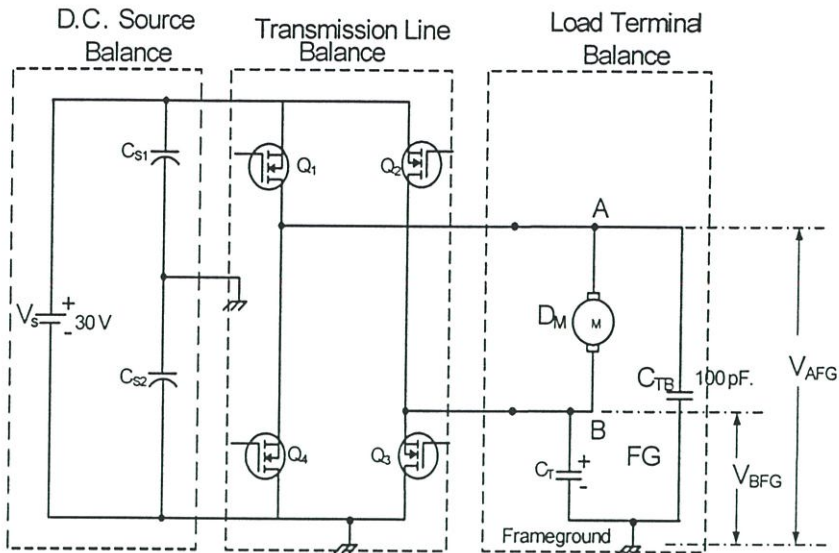 D.C. Source
Balance
Transmission Line
Balance
Load Terminal
Balance
CS1
Q1
Q2
A
VS
+
-
30 V
DM
M
CTB
100 pF.
VAFG
CS2
B
Q4
Q3
CT
+
-
FG
VBFG
Frameground